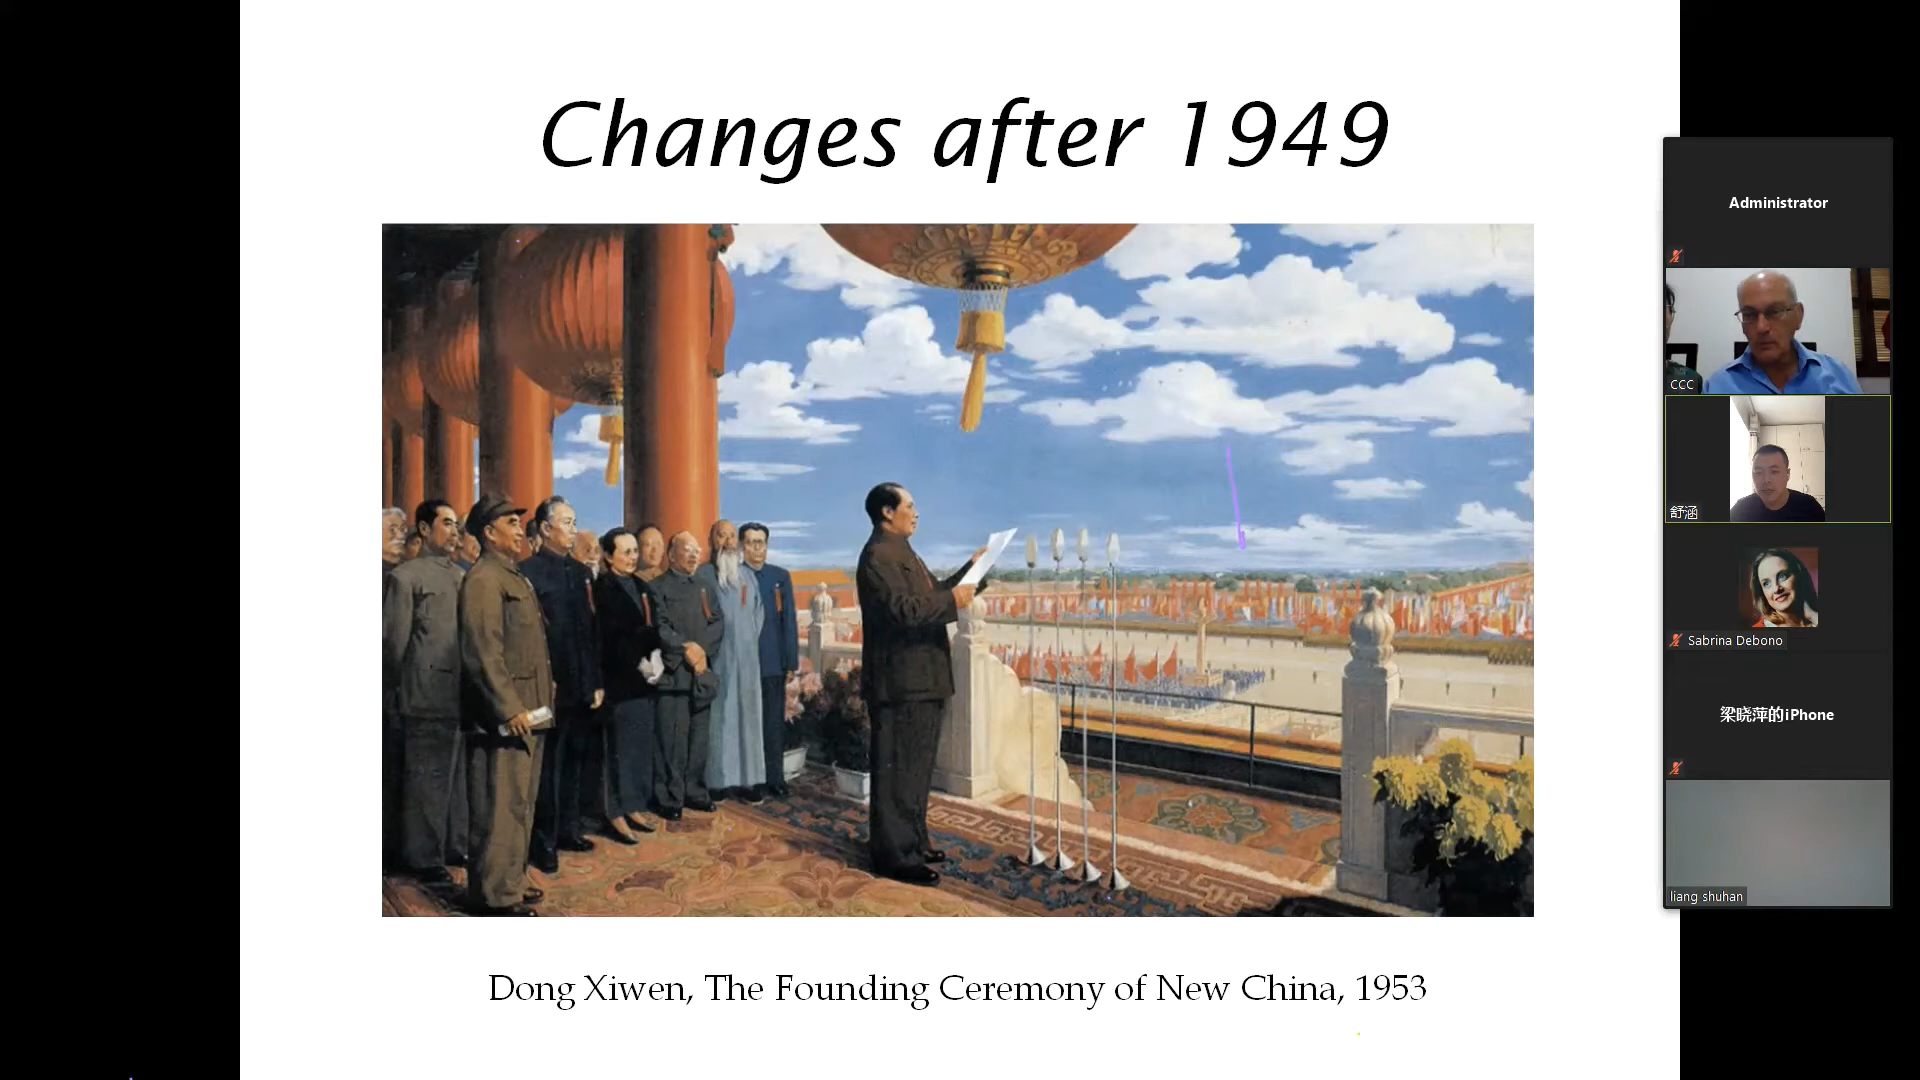 Changes after 1949
Dong Xiwen, The Founding Ceremony of New China, 1953
Administrator
CCC
舒涵
Sabrina Debono
梁晓萍的iPhone
liang shuhan